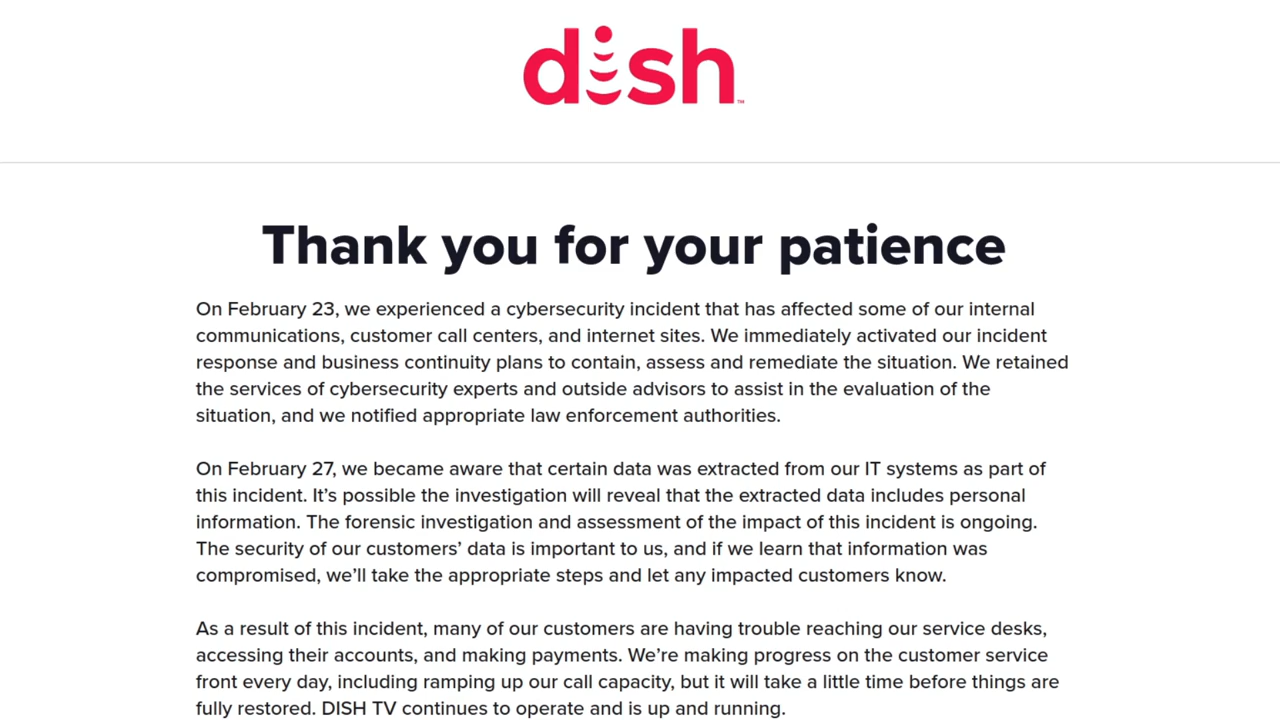 dish™
Thank you for your patience
On February 23, we experienced a cybersecurity incident that has affected some of our internal
communications, customer call centers, and internet sites. We immediately activated our incident
response and business continuity plans to contain, assess and remediate the situation. We retained
the services of cybersecurity experts and outside advisors to assist in the evaluation of the
situation, and we notified appropriate law enforcement authorities.
On February 27, we became aware that certain data was extracted from our IT systems as part of
this incident. It’s possible the investigation will reveal that the extracted data includes personal
information. The forensic investigation and assessment of the impact of this incident is ongoing.
The security of our customers’ data is important to us, and if we learn that information was
compromised, we’ll take the appropriate steps and let any impacted customers know.
As a result of this incident, many of our customers are having trouble reaching our service desks,
accessing their accounts, and making payments. We’re making progress on the customer service
front every day, including ramping up our call capacity, but it will take a little time before things are
fully restored. DISH TV continues to operate and is up and running.